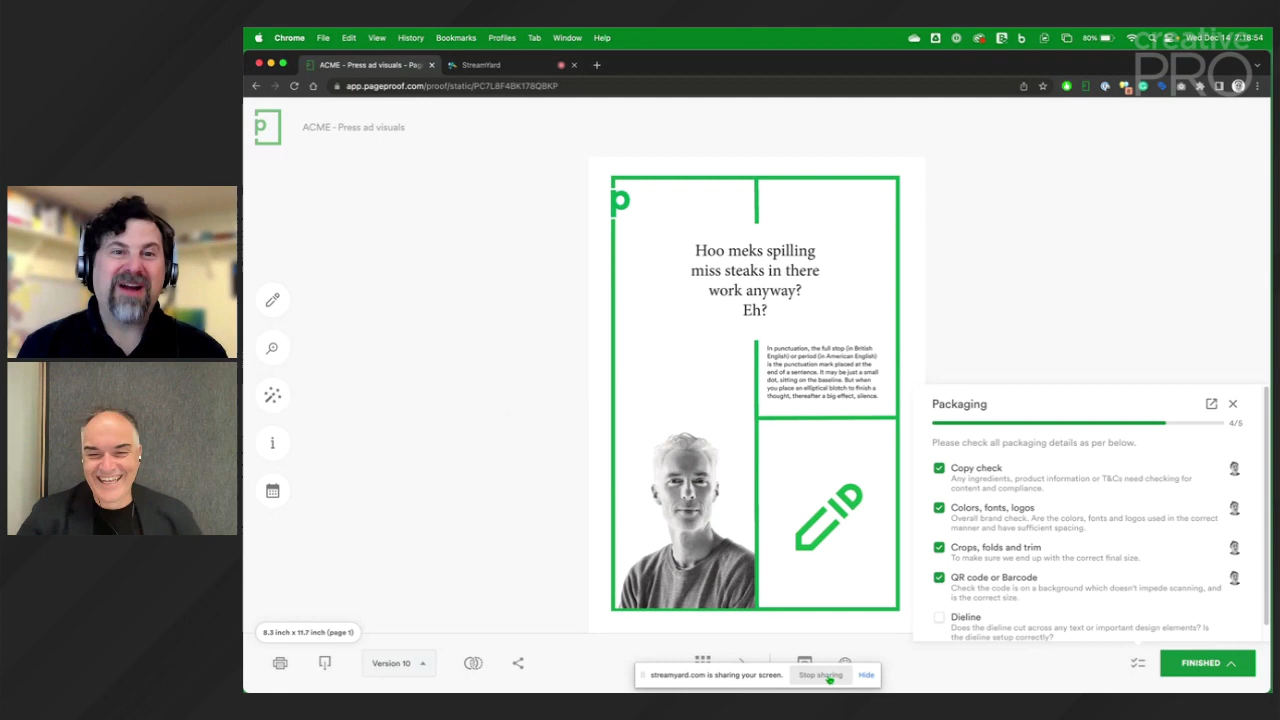 Chrome File Edit View History Bookmarks Profiles Tab Window Help
80% Wed Dec 14 7:18:54
creative
PRO
ACME - Press ad visuals - Pag
StreamYard
app.pageproof.com/proof/static/PC7L8F4BK178QBKP
p
ACME - Press ad visuals
p
Hoo meks spilling
miss steaks in there
work anyway?
Eh?
In punctuation, the full stop (in British
English) or period (in American English)
is the punctuation mark placed at the
end of a sentence. It may be just a small
dot, sitting on the baseline. But when
you place an elliptical blotch to finish a
thought, thereafter a big effect, silence.
Packaging
4/5
Please check all packaging details as per below.
Copy check
Any ingredients, product information or T&Cs need checking for
content and compliance.
Colors, fonts, logos
Overall brand check. Are the colors, fonts and logos used in the correct
manner and have sufficient spacing.
Crops, folds and trim
To make sure we end up with the correct final size.
QR code or Barcode
Check the code is on a background which doesn't impede scanning, and
is the correct size.
Dieline
Does the dieline cut across any text or important design elements? Is
the dieline setup correctly?
8.3 inch x 11.7 inch (page 1)
Version 10
streamyard.com is sharing your screen.
Stop sharing
Hide
FINISHED